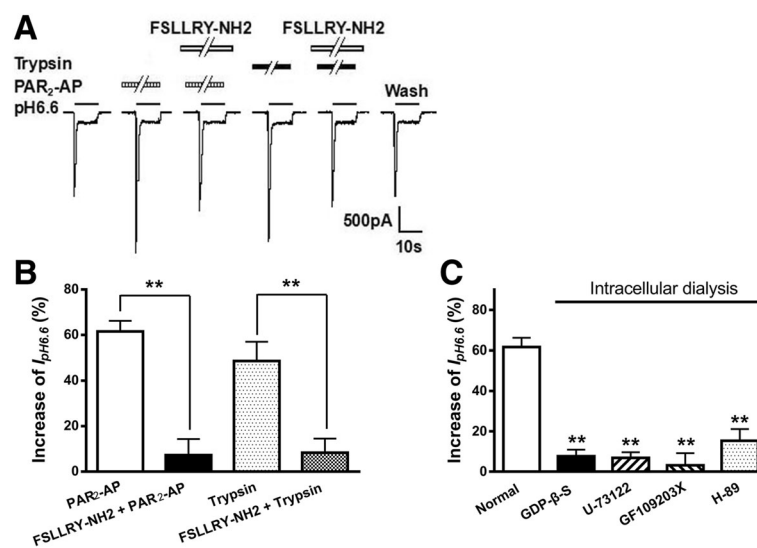 A
FSLLRY-NH2 FSLLRY-NH2
Trypsin
PAR2-AP Wash
pH6.6
500pA
10s
B
Increase of IpH6.6 (%)
80
60
40
20
0
** **
PAR2-AP
FSLLRY-NH2 + PAR2-AP
Trypsin
FSLLRY-NH2 + Trypsin
C
Intracellular dialysis
Increase of IpH6.6 (%)
80
60
40
20
0
** ** ** **
Normal
GDP-β-S
U-73122
GF109203X
H-89